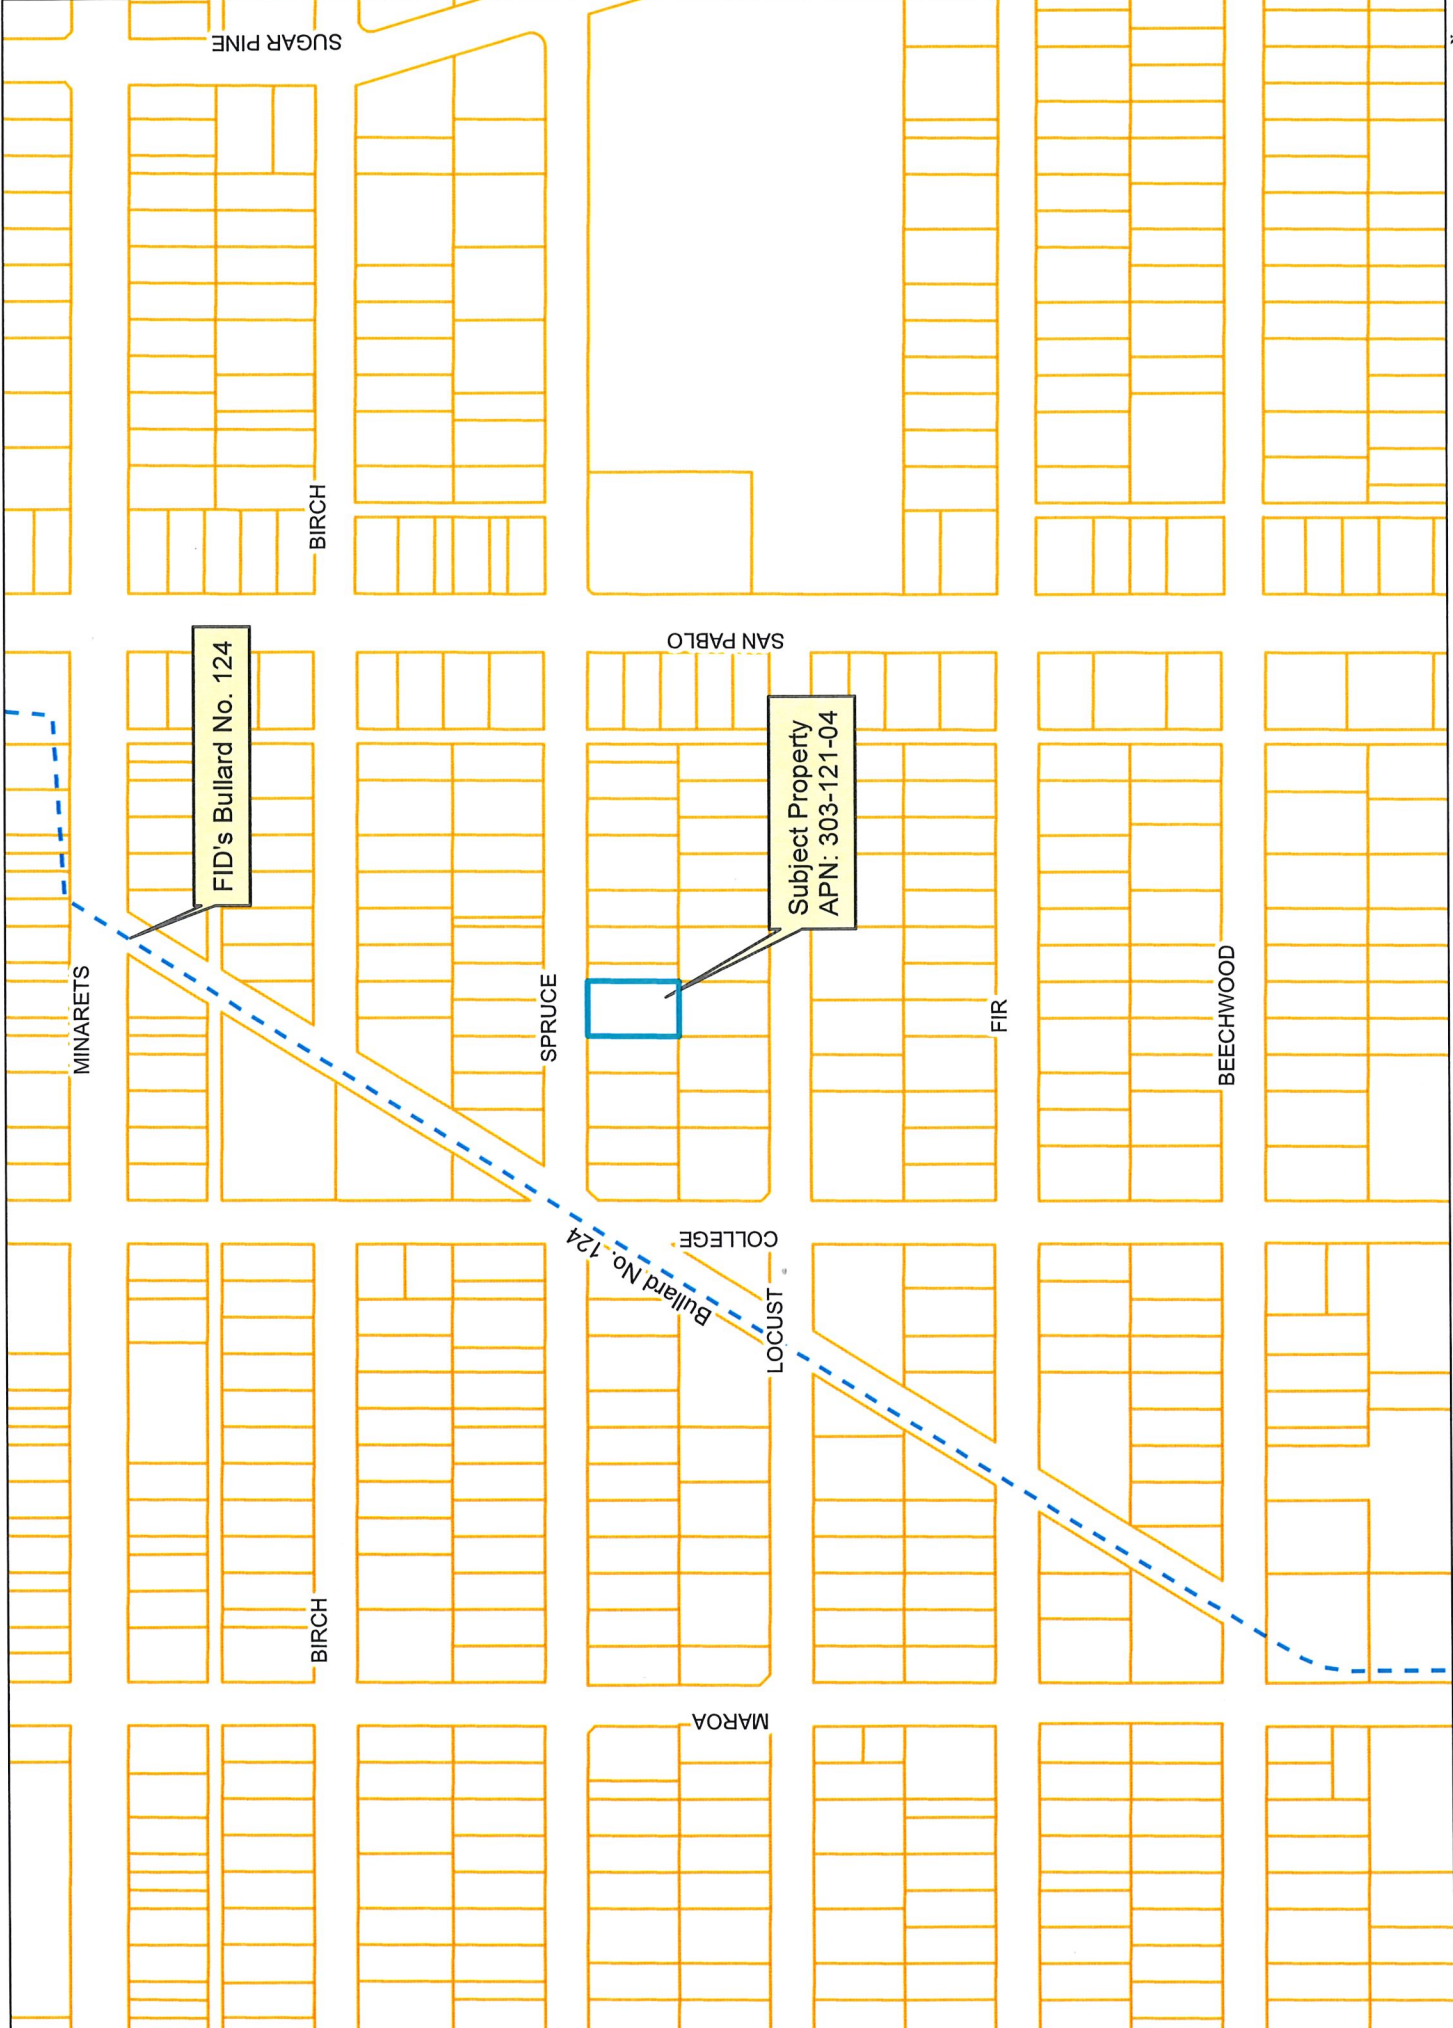 SUGAR PINE
BIRCH
SAN PABLO
FID's Bullard No. 124
Subject Property
APN: 303-121-04
MINARETS
SPRUCE
FIR
BEECHWOOD
COLLEGE
Bullard No. 124
LOCUST
BIRCH
MAROA